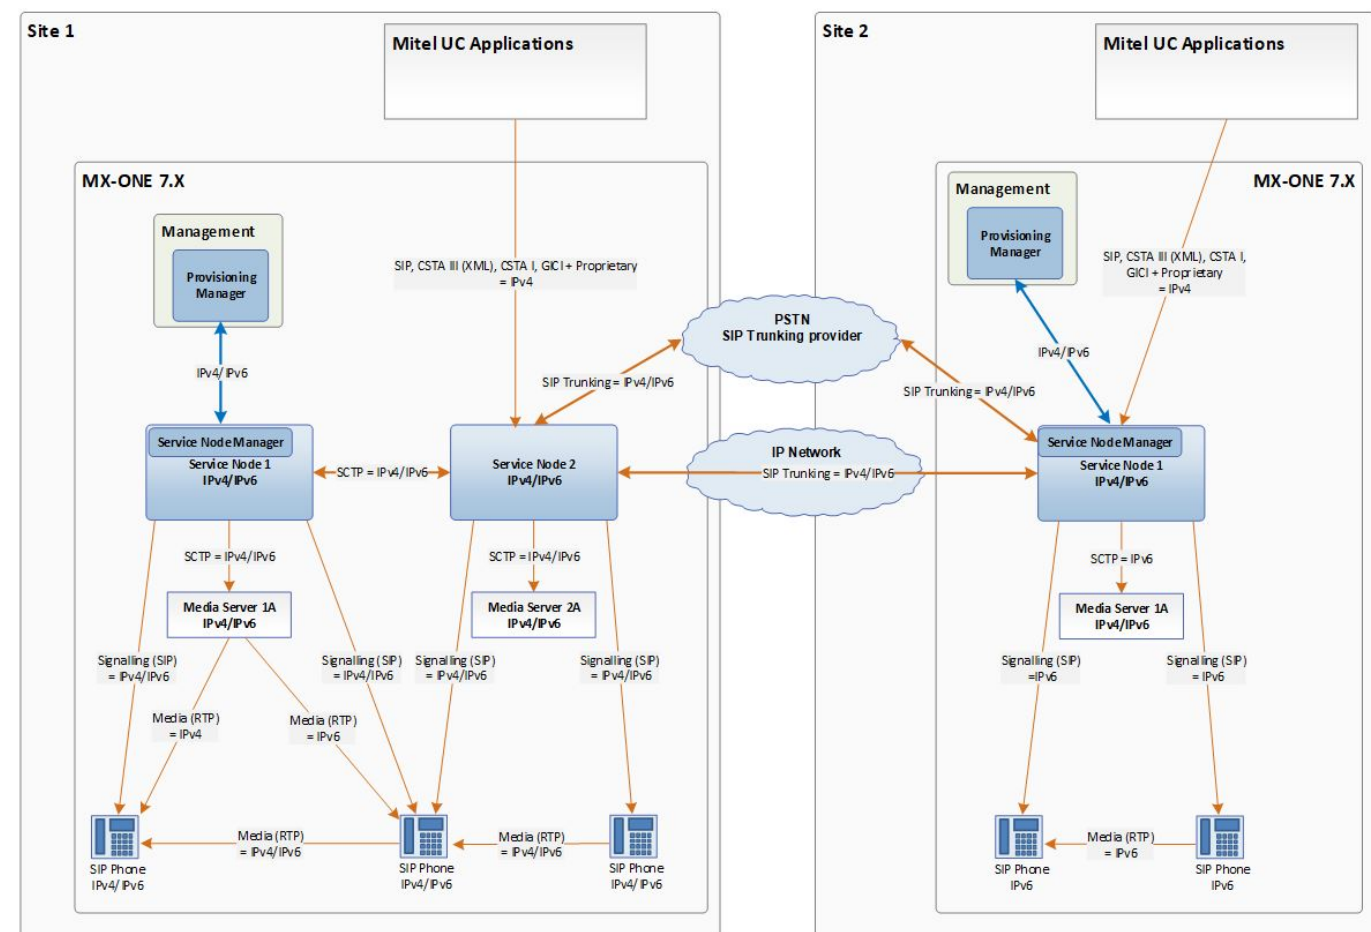 Site 1
Mitel UC Applications
MX-ONE 7.X
Management
Provisioning
Manager
SIP, CSTA III (XML), CSTA I, GICI + Proprietary
= IPv4
IPv4/IPv6
SIP Trunking = IPv4/IPv6
Service Node Manager
Service Node 1
IPv4/IPv6
SCTP = IPv4/IPv6
Service Node 2
IPv4/IPv6
SCTP = IPv4/IPv6
SCTP = IPv4/IPv6
Media Server 1A
IPv4/IPv6
Media Server 2A
IPv4/IPv6
Signalling (SIP)
= IPv4/IPv6
Signalling (SIP)
= IPv4/IPv6
Signalling (SIP)
= IPv4/IPv6
Signalling (SIP)
= IPv4/IPv6
Media (RTP)
= IPv4
Media (RTP)
= IPv6
Media (RTP)
= IPv4/IPv6
Media (RTP)
= IPv4/IPv6
SIP Phone
IPv4/IPv6
SIP Phone
IPv4/IPv6
SIP Phone
IPv4/IPv6
PSTN
SIP Trunking provider
IP Network
SIP Trunking = IPv4/IPv6
Site 2
Mitel UC Applications
MX-ONE 7.X
Management
Provisioning
Manager
SIP, CSTA III (XML), CSTA I,
GICI + Proprietary
= IPv4
IPv4/IPv6
SIP Trunking = IPv4/IPv6
Service Node Manager
Service Node 1
IPv4/IPv6
SCTP = IPv6
Media Server 1A
IPv4/IPv6
Signalling (SIP)
=IPv6
Signalling (SIP)
= IPv6
Media (RTP)
= IPv6
SIP Phone
IPv6
SIP Phone
IPv6